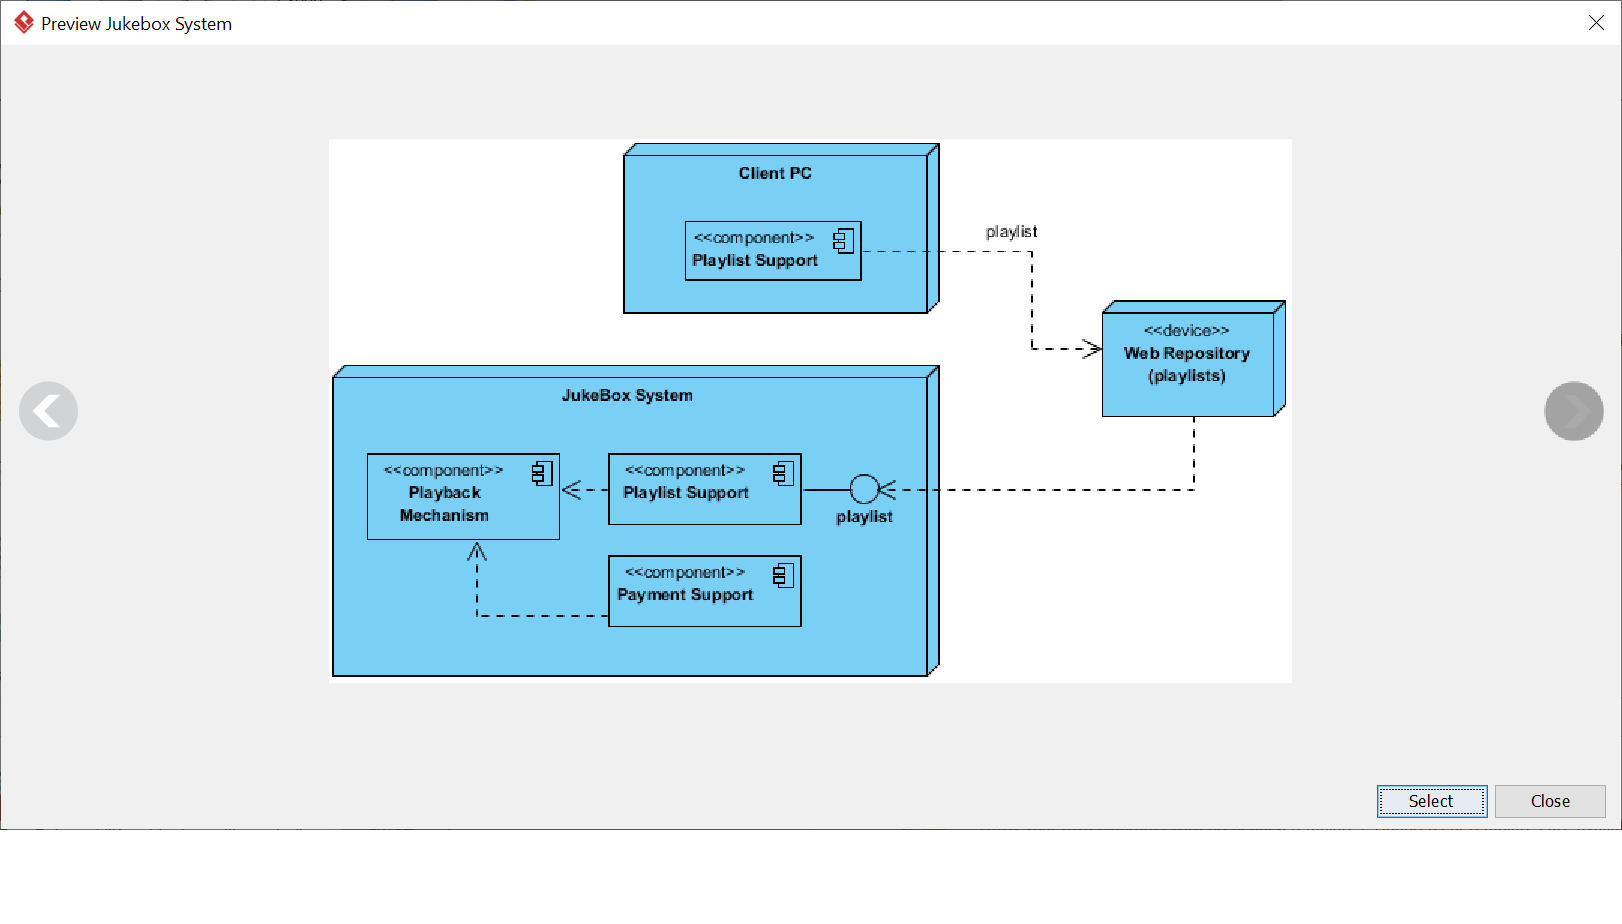 Preview Jukebox System
Client PC
<<component>>
Playlist Support
playlist
<<device>>
Web Repository
(playlists)
JukeBox System
<<component>>
Playback
Mechanism
<<component>>
Playlist Support
playlist
<<component>>
Payment Support
Select
Close